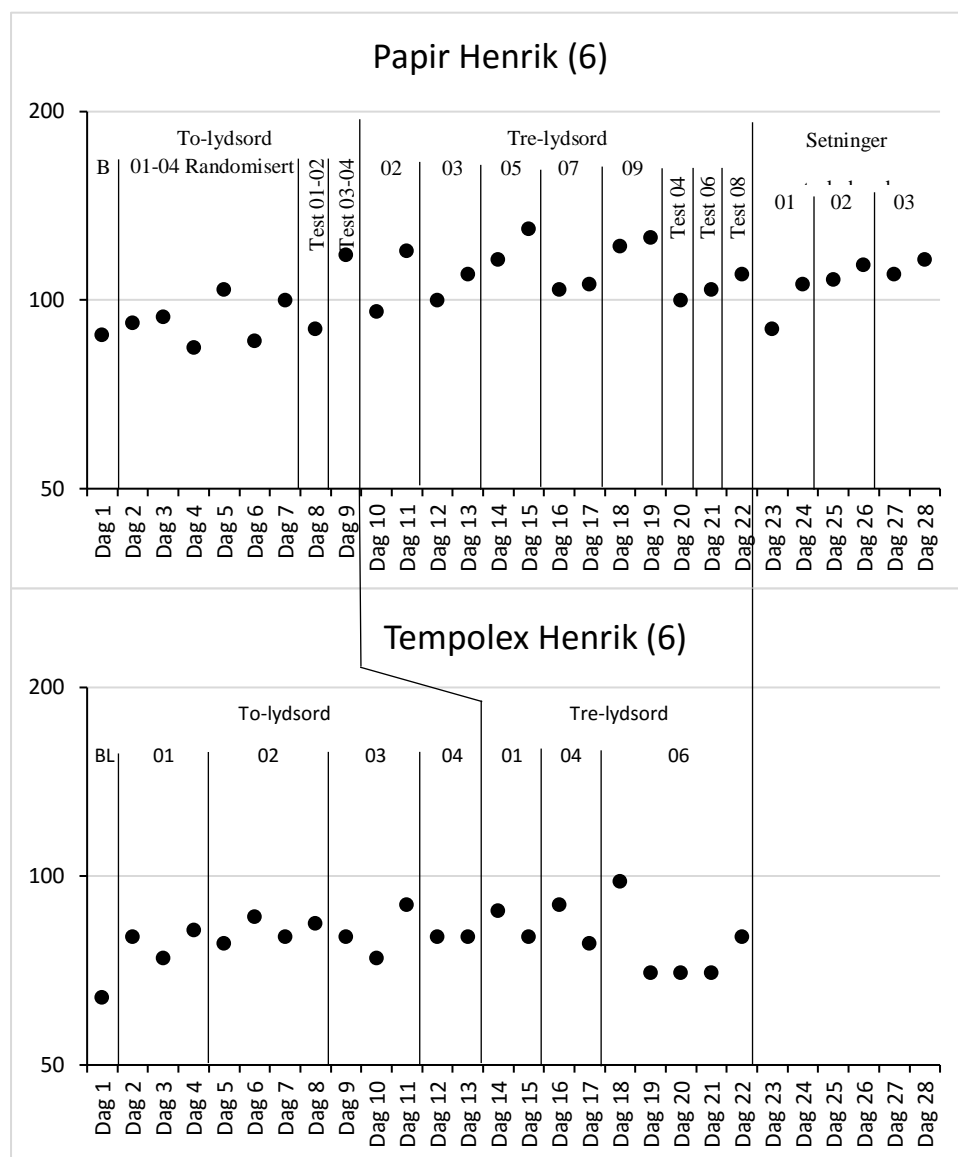 Papir Henrik (6)
200
To-lydsord
Tre-lydsord
Setninger
B
01-04 Randomisert
Test 01-02
Test 03-04
02
03
05
07
09
Test 04
Test 06
Test 08
01
02
03
100
50
Dag 1
Dag 2
Dag 3
Dag 4
Dag 5
Dag 6
Dag 7
Dag 8
Dag 9
Dag 10
Dag 11
Dag 12
Dag 13
Dag 14
Dag 15
Dag 16
Dag 17
Dag 18
Dag 19
Dag 20
Dag 21
Dag 22
Dag 23
Dag 24
Dag 25
Dag 26
Dag 27
Dag 28
Tempolex Henrik (6)
200
To-lydsord
Tre-lydsord
BL
01
02
03
04
01
04
06
100
50
Dag 1
Dag 2
Dag 3
Dag 4
Dag 5
Dag 6
Dag 7
Dag 8
Dag 9
Dag 10
Dag 11
Dag 12
Dag 13
Dag 14
Dag 15
Dag 16
Dag 17
Dag 18
Dag 19
Dag 20
Dag 21
Dag 22
Dag 23
Dag 24
Dag 25
Dag 26
Dag 27
Dag 28